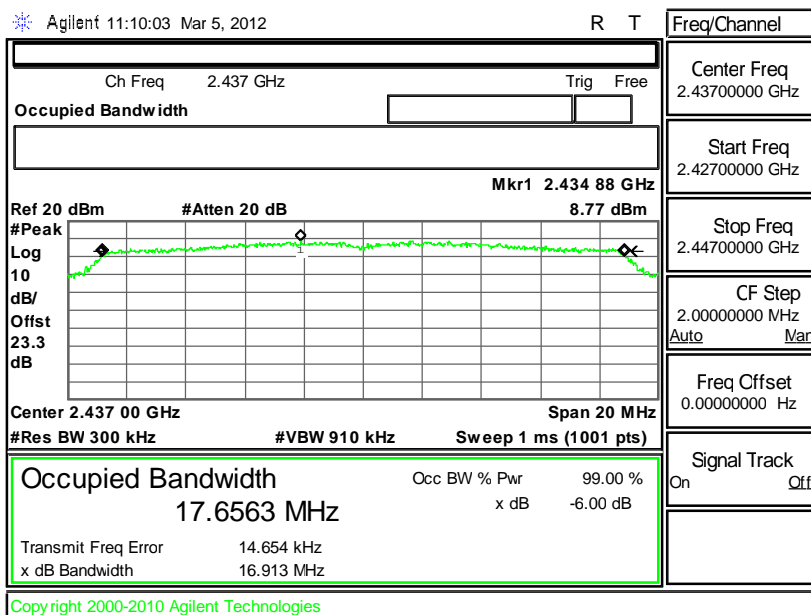 Agilent 11:10:03 Mar 5, 2012 R T
Freq/Channel
Ch Freq 2.437 GHz Trig Free
Occupied Bandwidth
Mkr1 2.434 88 GHz
Ref 20 dBm #Atten 20 dB 8.77 dBm
#Peak
Log
10
dB/
Offst
23.3
dB
1
Center 2.437 00 GHz Span 20 MHz
#Res BW 300 kHz #VBW 910 kHz Sweep 1 ms (1001 pts)
Occupied Bandwidth
17.6563 MHz
Occ BW % Pwr 99.00 %
x dB -6.00 dB
Transmit Freq Error 14.654 kHz
x dB Bandwidth 16.913 MHz
Center Freq
2.43700000 GHz
Start Freq
2.42700000 GHz
Stop Freq
2.44700000 GHz
CF Step
2.00000000 MHz
Auto Man
Freq Offset
0.00000000 Hz
Signal Track
On Off
Copyright 2000-2010 Agilent Technologies